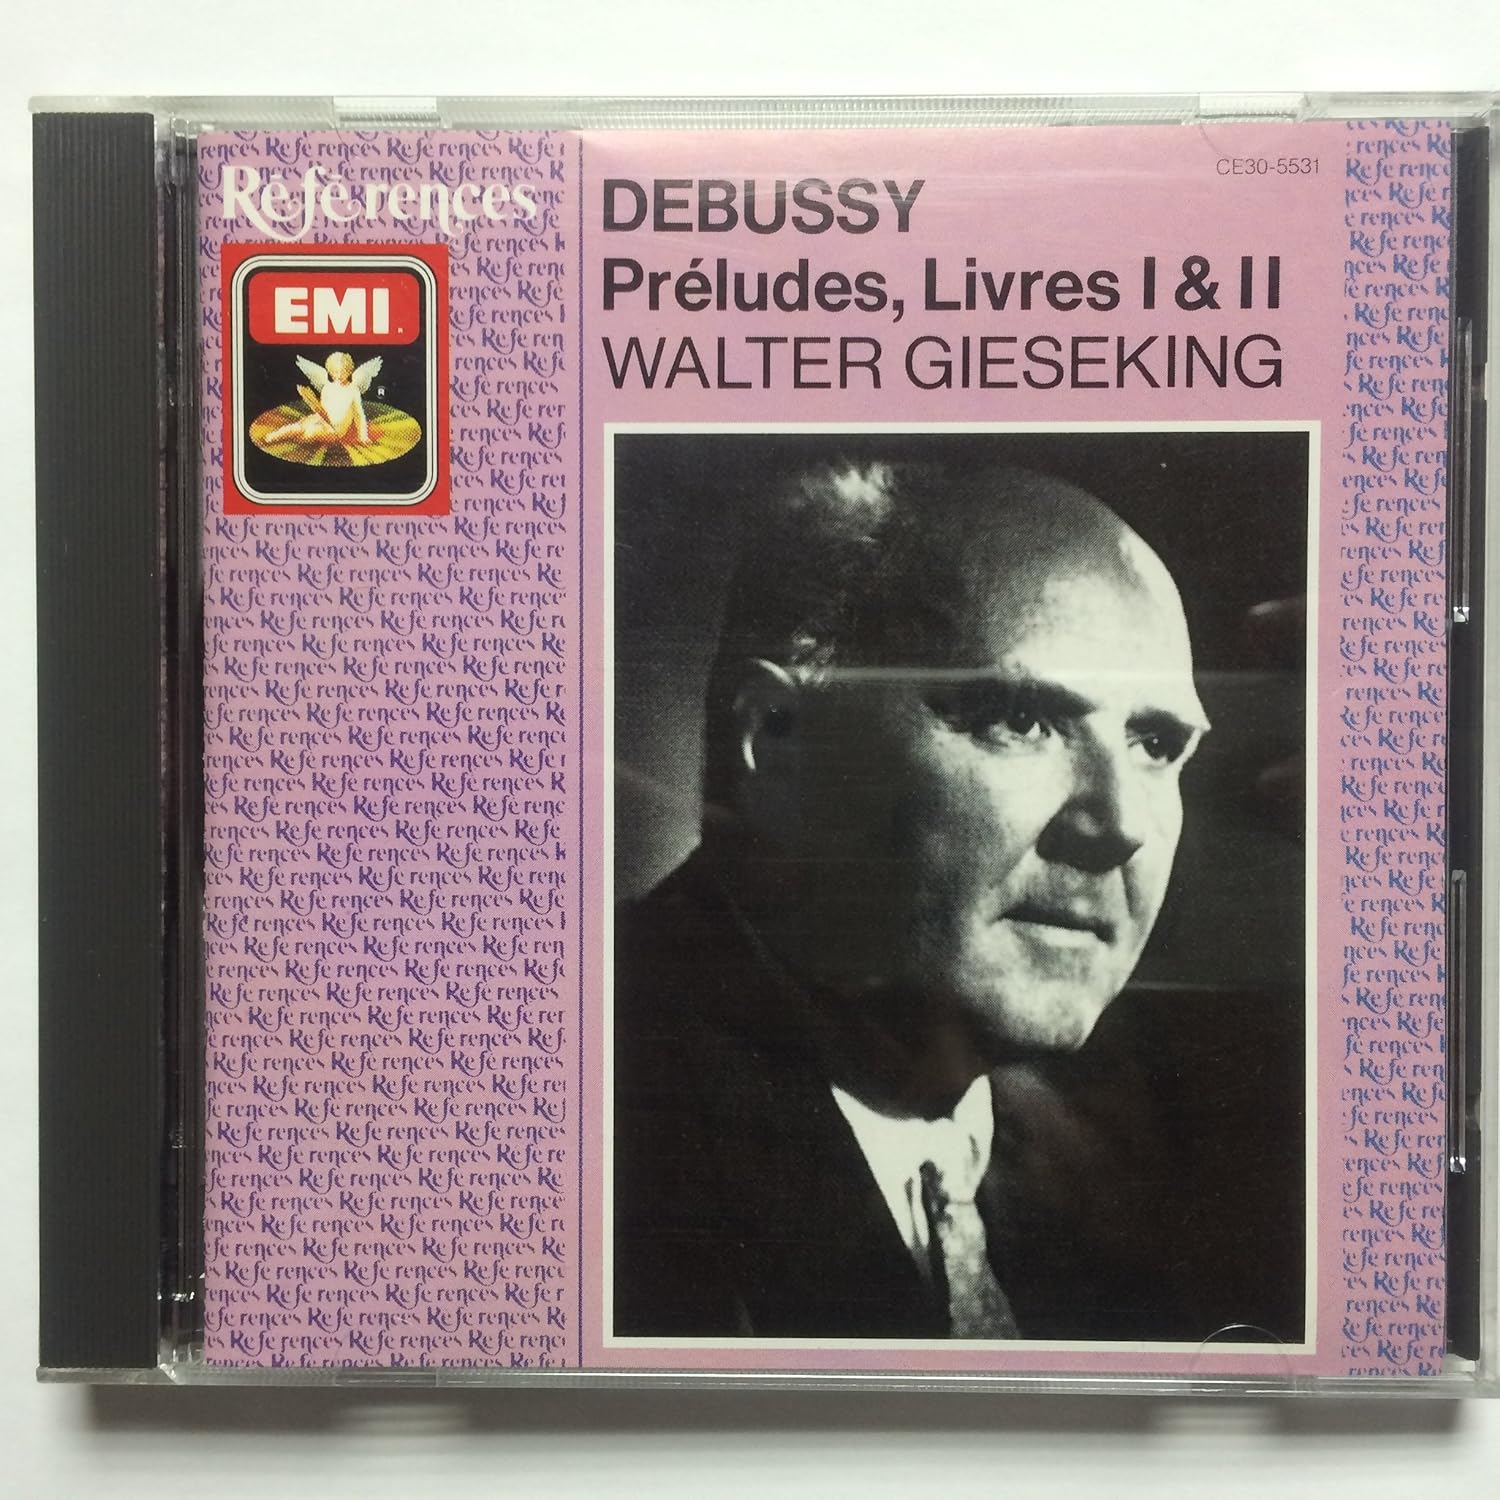 Références
EMI
CE30-5531
DEBUSSY
Préludes, Livres I & II
WALTER GIESEKING